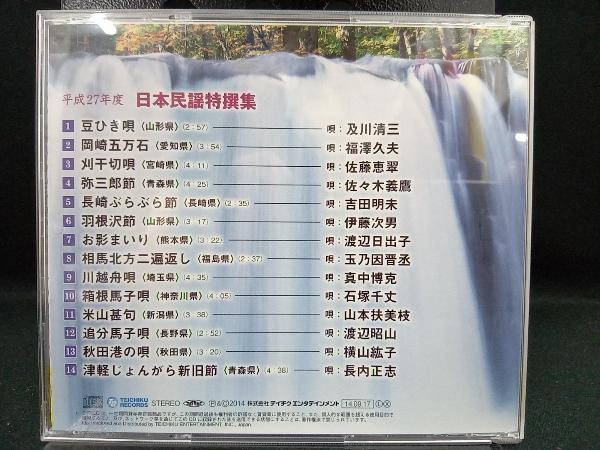 平成27年度 日本民謡特撰集
1 豆ひき唄 (山形県) (2:57) 唄：及川清三
2 岡崎五万石 (愛知県) (3:54) 唄：福澤久夫
3 刈干切唄 (宮崎県) (4:11) 唄：佐藤恵翠
4 弥三郎節 (青森県) (4:25) 唄：佐々木義鷹
5 長崎ぶらぶら節 (長崎県) (2:35) 唄：吉田明未
6 羽根沢節 (山形県) (3:17) 唄：伊藤次男
7 お影まいり (熊本県) (3:22) 唄：渡辺日出子
8 相馬北方二遍返し (福島県) (2:37) 唄：玉乃因晋丞
9 川越舟唄 (埼玉県) (4:35) 唄：真中博克
10 箱根馬子唄 (神奈川県) (4:05) 唄：石塚千丈
11 米山甚句 (新潟県) (3:38) 唄：山本扶美枝
12 追分馬子唄 (長野県) (2:52) 唄：渡辺昭山
13 秋田港の唄 (秋田県) (3:20) 唄：横山紘子
14 津軽じょんがら新旧節 (青森県) (4:38) 唄：長内正志
TEICHIKU RECORDS STEREO ℗&©2014 株式会社 テイチクエンタテインメント 14.09.17
manufactured and Distributed by TEICHIKU ENTERTAINMENT, INC., Japan